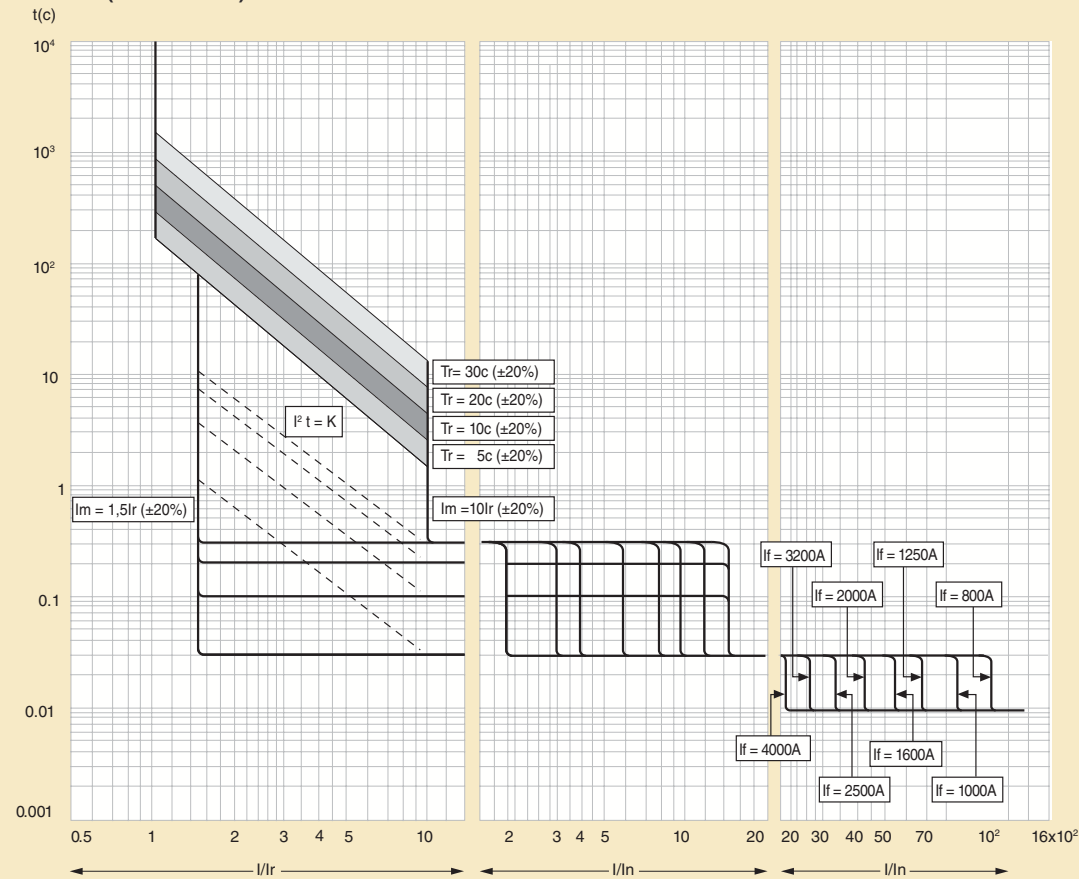 t(c)
10⁴
10³
10²
10
1
0.1
0.01
0.001
Tr= 30c (±20%)
Tr = 20c (±20%)
Tr = 10c (±20%)
Tr = 5c (±20%)
I² t = K
Im = 1,5Ir (±20%)
Im =10Ir (±20%)
If = 3200A
If = 1250A
If = 2000A
If = 800A
If = 4000A
If = 1600A
If = 2500A
If = 1000A
0.5 1 2 3 4 5 10
2 3 4 5 10 20
20 30 40 50 70 10² 16x10²
I/Ir
I/In
I/In